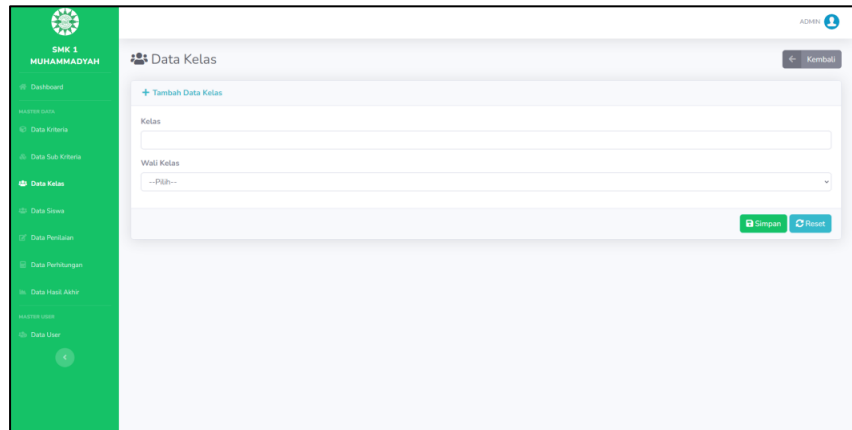 SMK 1
MUHAMMADYAH
Dashboard
MASTER DATA
Data Kriteria
Data Sub Kriteria
Data Kelas
Data Siswa
Data Penilaian
Data Perhitungan
Data Hasil Akhir
MASTER USER
Data User
ADMIN
Data Kelas
Kembali
+ Tambah Data Kelas
Kelas
Wali Kelas
--Pilih--
Simpan
Reset